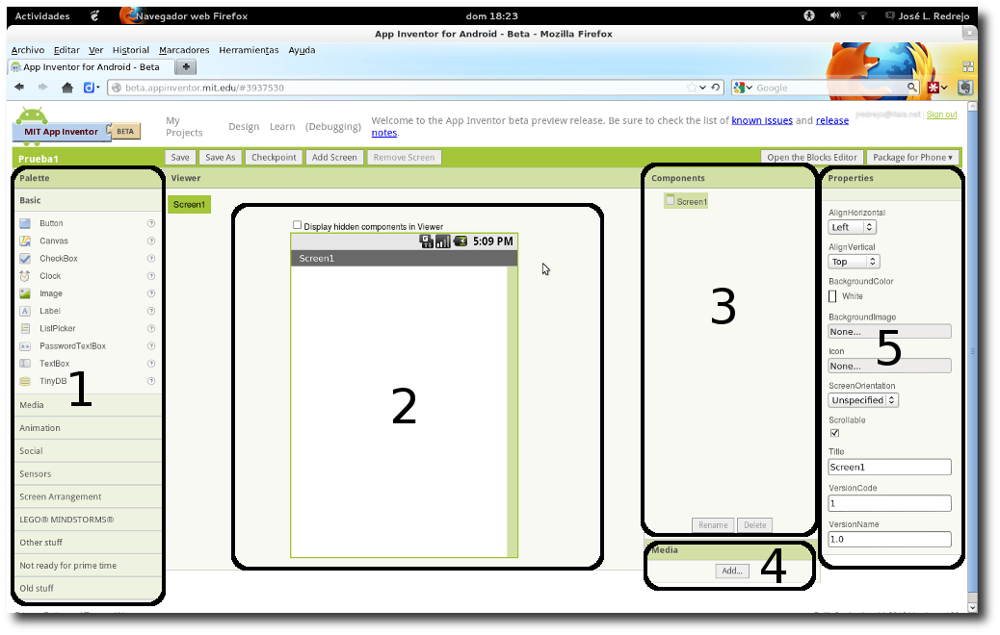 Actividades Navegador web Firefox dom 18:23 José L. Redrejo
App Inventor for Android - Beta - Mozilla Firefox
Archivo Editar Ver Historial Marcadores Herramientas Ayuda
App Inventor for Android - Beta
beta.appinventor.mit.edu/#3937530 Google
MIT App Inventor BETA
My Projects Design Learn (Debugging)
Welcome to the App Inventor beta preview release. Be sure to check the list of known issues and release notes.
Sign out
Prueba1 Save Save As Checkpoint Add Screen Remove Screen Open the Blocks Editor Package for Phone ▾
Palette
Basic
Button ?
Canvas ?
CheckBox ?
Clock ?
Image ?
Label ?
ListPicker ?
PasswordTextBox ?
TextBox ?
TinyDB ?
1
Media
Animation
Social
Sensors
Screen Arrangement
LEGO® MINDSTORMS®
Other stuff
Not ready for prime time
Old stuff
Viewer
Screen1
Display hidden components in Viewer
5:09 PM
Screen1
2
Components
Screen1
3
Rename Delete
Media
Add...
4
Properties
AlignHorizontal
Left
AlignVertical
Top
BackgroundColor
White
BackgroundImage
None...
5
Icon
None...
ScreenOrientation
Unspecified
Scrollable
Title
Screen1
VersionCode
1
VersionName
1.0